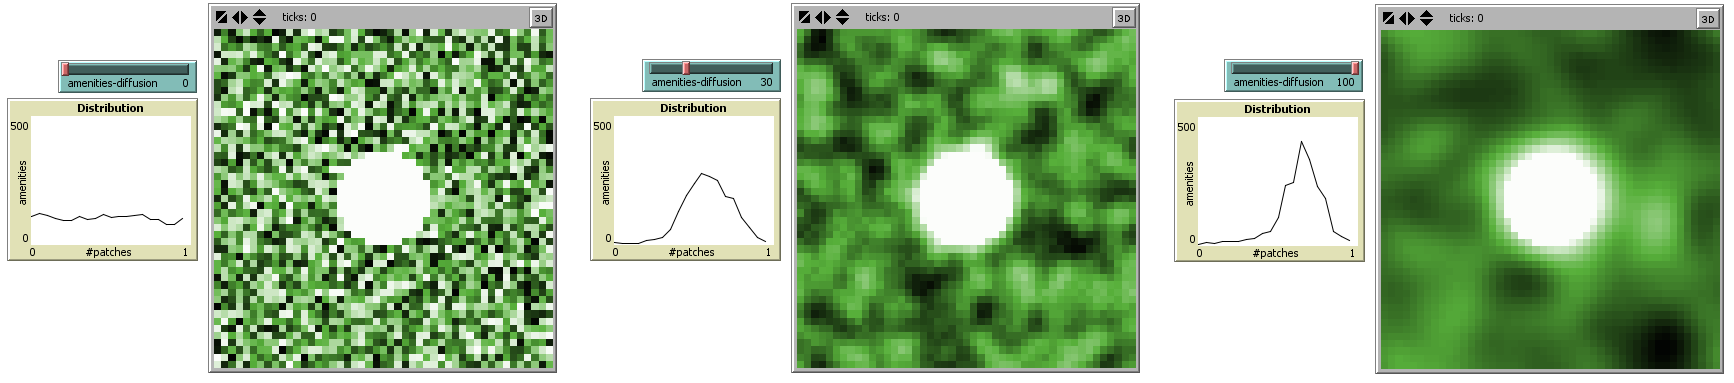 ticks: 0
3D
amenities-diffusion 0
Distribution
500
amenities
0
0 #patches 1
ticks: 0
3D
amenities-diffusion 30
Distribution
500
amenities
0
0 #patches 1
ticks: 0
3D
amenities-diffusion 100
Distribution
500
amenities
0
0 #patches 1